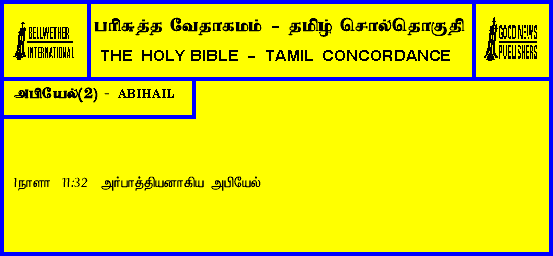 BELLWETHER
INTERNATIONAL
பரிசுத்த வேதாகமம் - தமிழ் சொல்தொகுதி
THE HOLY BIBLE - TAMIL CONCORDANCE
GOOD NEWS
PUBLISHERS
அபியேல்(2) - ABIHAIL
1நாளா 11:32 அர்பாத்தியனாகிய அபியேல்